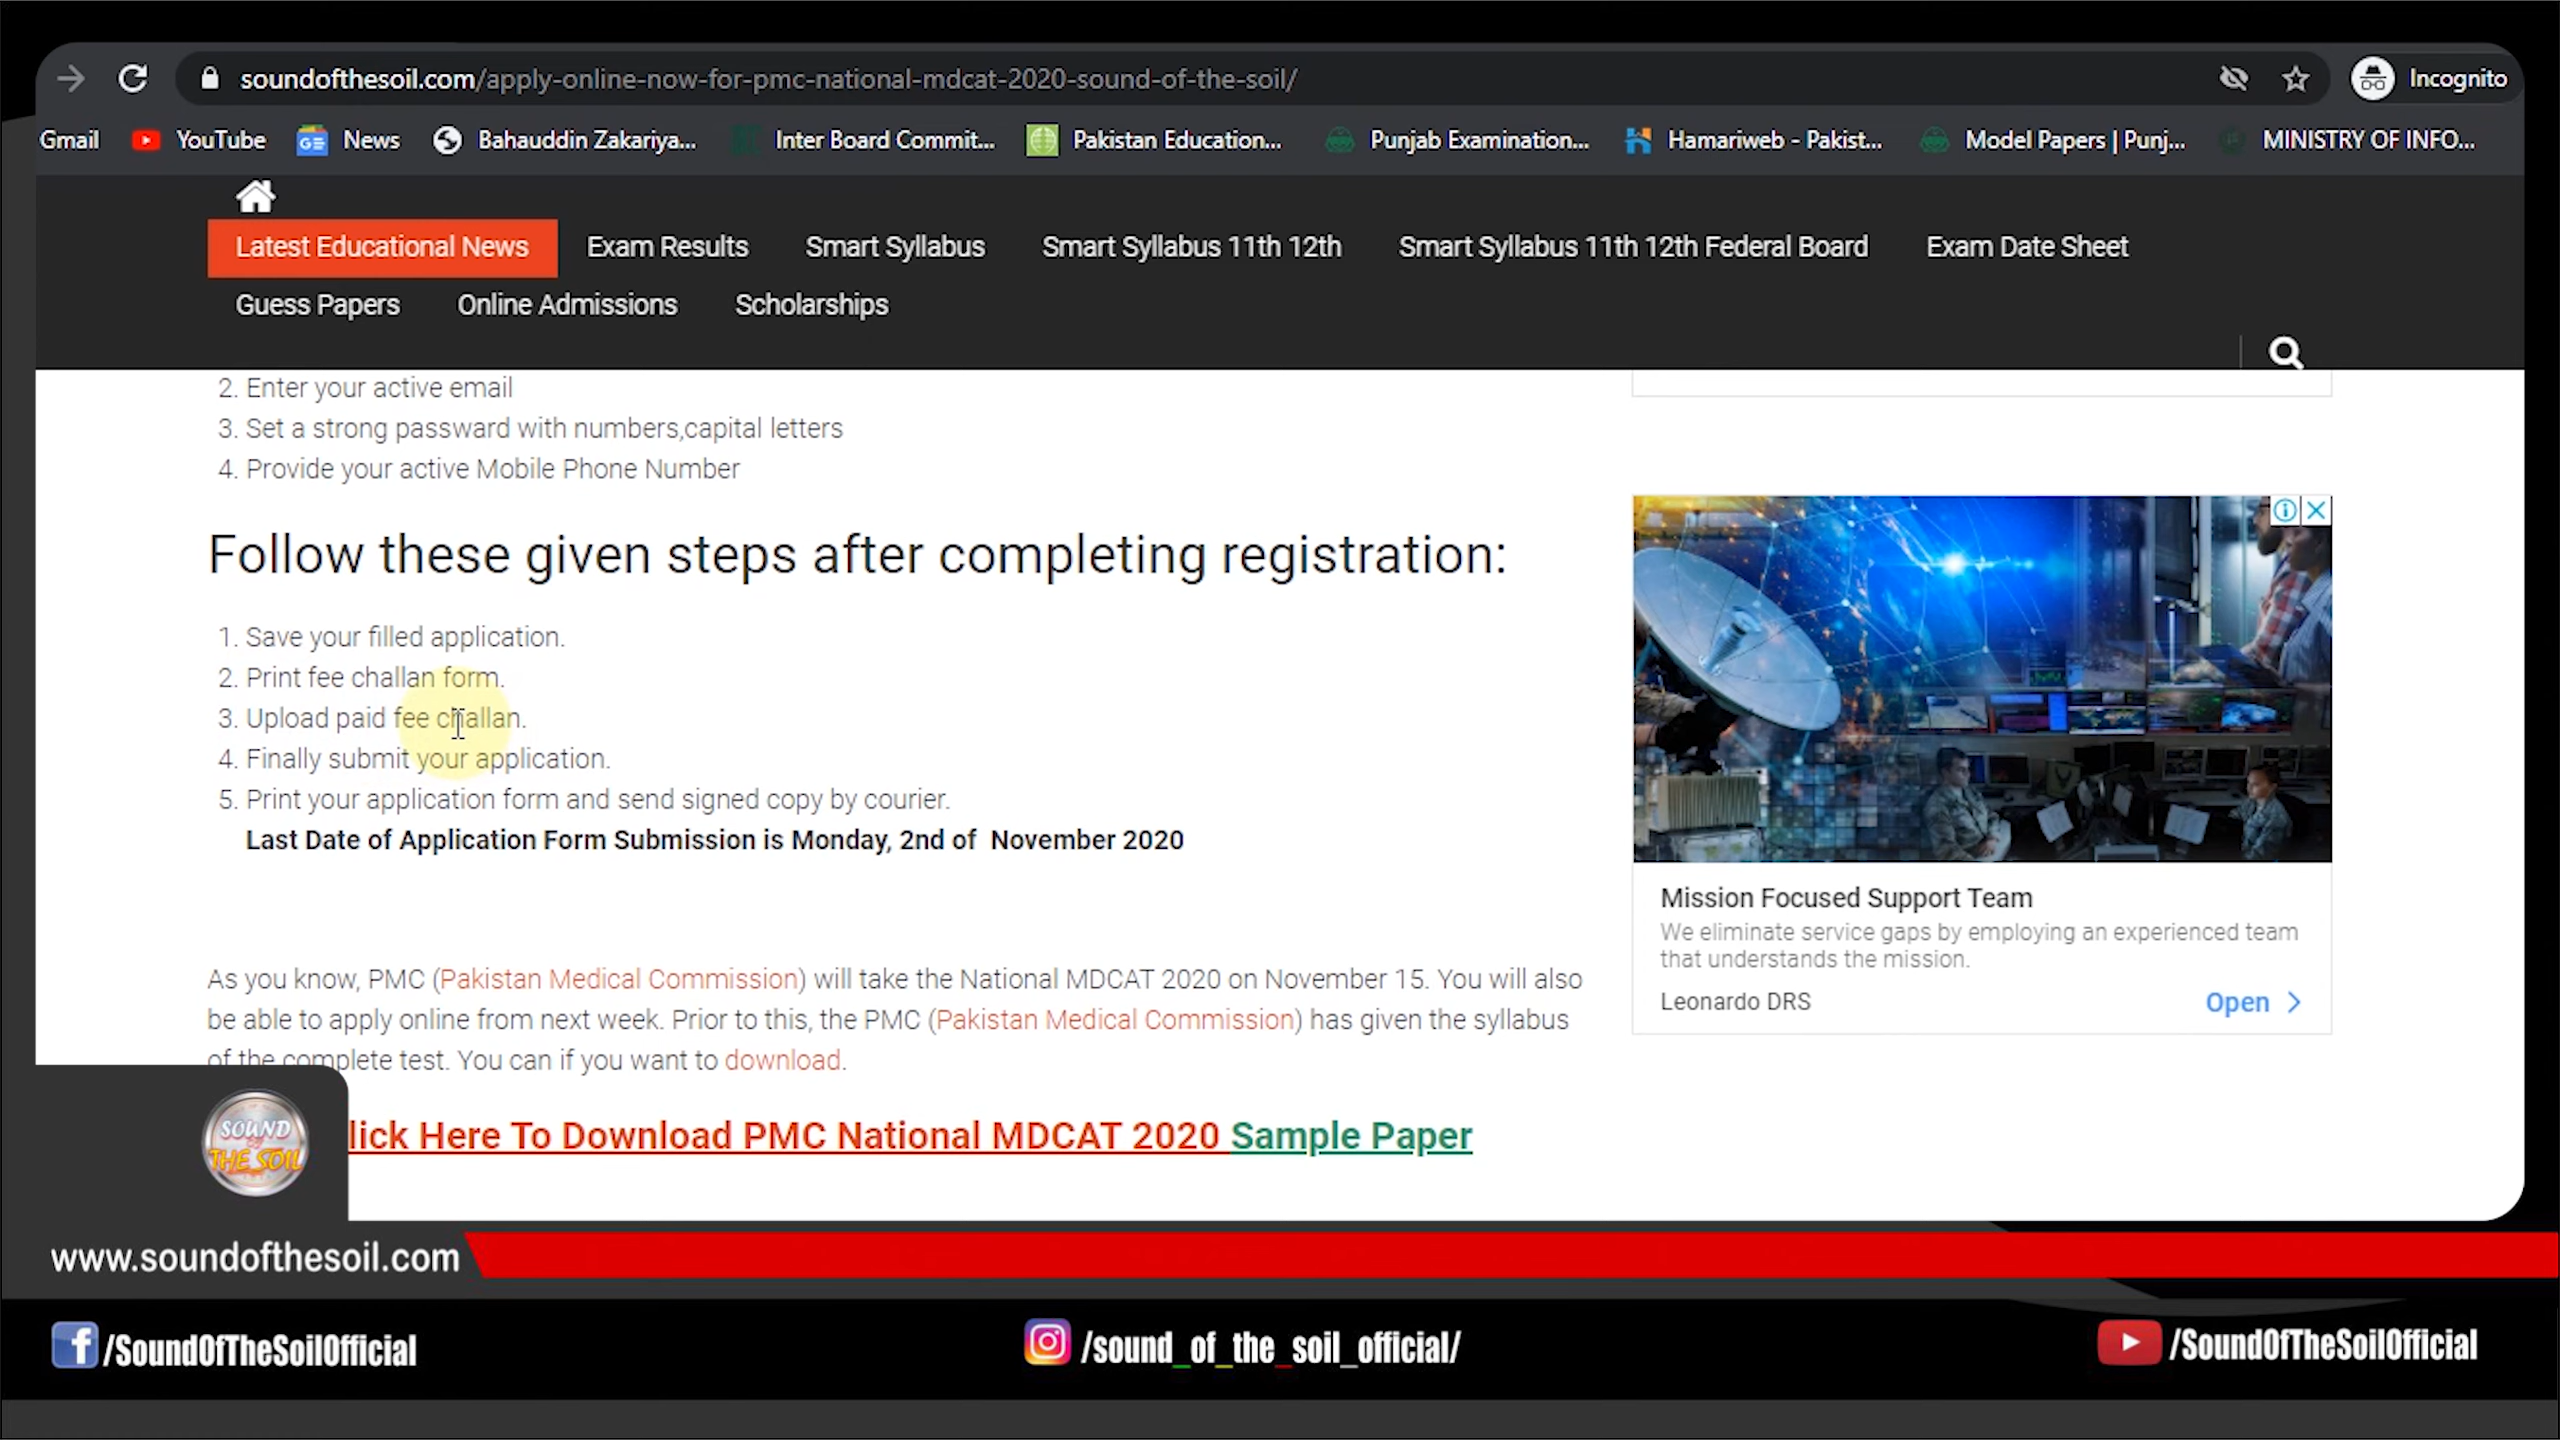 soundofthesoil.com/apply-online-now-for-pmc-national-mdcat-2020-sound-of-the-soil/
Incognito
Gmail YouTube News Bahauddin Zakariya... Inter Board Commit... Pakistan Education... Punjab Examination... Hamariweb - Pakist... Model Papers | Punj... MINISTRY OF INFO...
Latest Educational News Exam Results Smart Syllabus Smart Syllabus 11th 12th Smart Syllabus 11th 12th Federal Board Exam Date Sheet
Guess Papers Online Admissions Scholarships
2. Enter your active email
3. Set a strong passward with numbers,capital letters
4. Provide your active Mobile Phone Number
Follow these given steps after completing registration:
1. Save your filled application.
2. Print fee challan form.
3. Upload paid fee challan.
4. Finally submit your application.
5. Print your application form and send signed copy by courier.
Last Date of Application Form Submission is Monday, 2nd of November 2020
As you know, PMC (Pakistan Medical Commission) will take the National MDCAT 2020 on November 15. You will also
be able to apply online from next week. Prior to this, the PMC (Pakistan Medical Commission) has given the syllabus
of the complete test. You can if you want to download.
lick Here To Download PMC National MDCAT 2020 Sample Paper
Mission Focused Support Team
We eliminate service gaps by employing an experienced team
that understands the mission.
Leonardo DRS
Open
SOUND
OF
THE SOIL
www.soundofthesoil.com
/SoundOfTheSoilOfficial
/sound_of_the_soil_official/
/SoundOfTheSoilOfficial